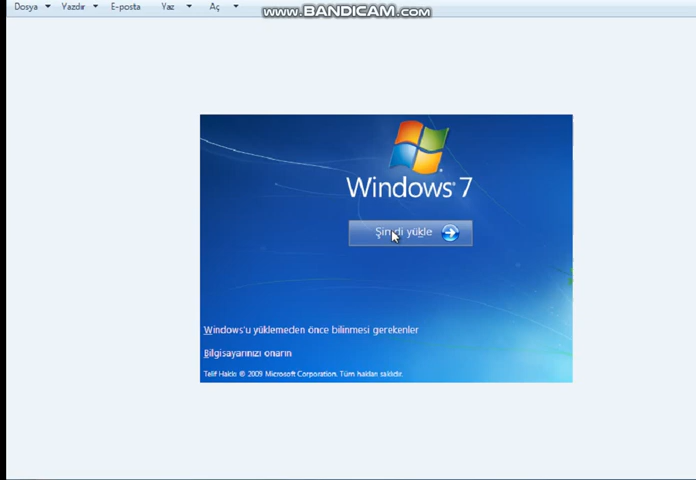 Dosya Yazdır E-posta Yaz Aç
www.BANDICAM.com
Windows 7
Şimdi yükle
Windows'u yüklemeden önce bilinmesi gerekenler
Bilgisayarınızı onarın
Telif Hakkı © 2009 Microsoft Corporation. Tüm hakları saklıdır.